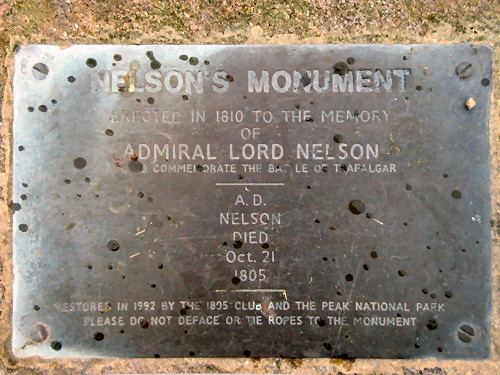 NELSON'S MONUMENT
ERECTED IN 1810 TO THE MEMORY
OF
ADMIRAL LORD NELSON
AND TO COMMEMORATE THE BATTLE OF TRAFALGAR
A. D.
NELSON
DIED
Oct. 21
1805
RESTORED IN 1992 BY THE 1805 CLUB AND THE PEAK NATIONAL PARK
PLEASE DO NOT DEFACE OR TIE ROPES TO THE MONUMENT